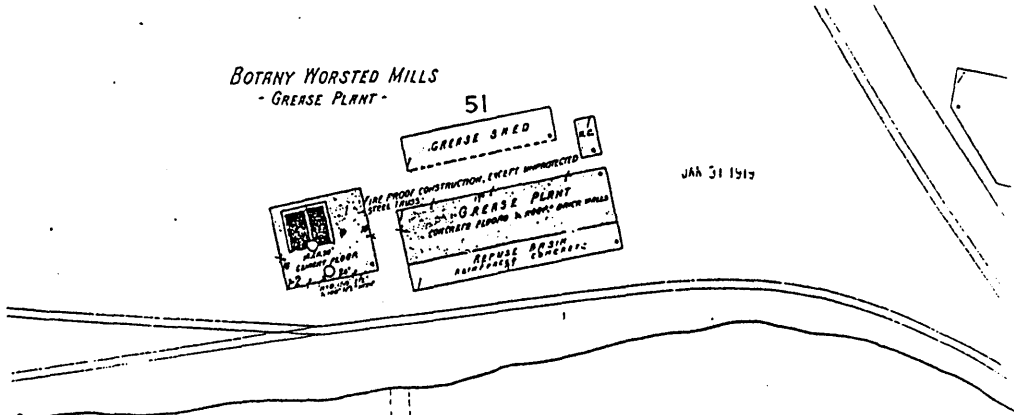 BOTANY WORSTED MILLS
- GREASE PLANT -
51
GREASE SHED
JAN 31 1919
FIRE PROOF CONSTRUCTION, EXCEPT UNPROTECTED
STEEL TRUSS
GREASE PLANT
CONCRETE FLOORS & ROOF BRICK WALLS
REFUSE BASIN
REINFORCED CONCRETE
CEMENT FLOOR